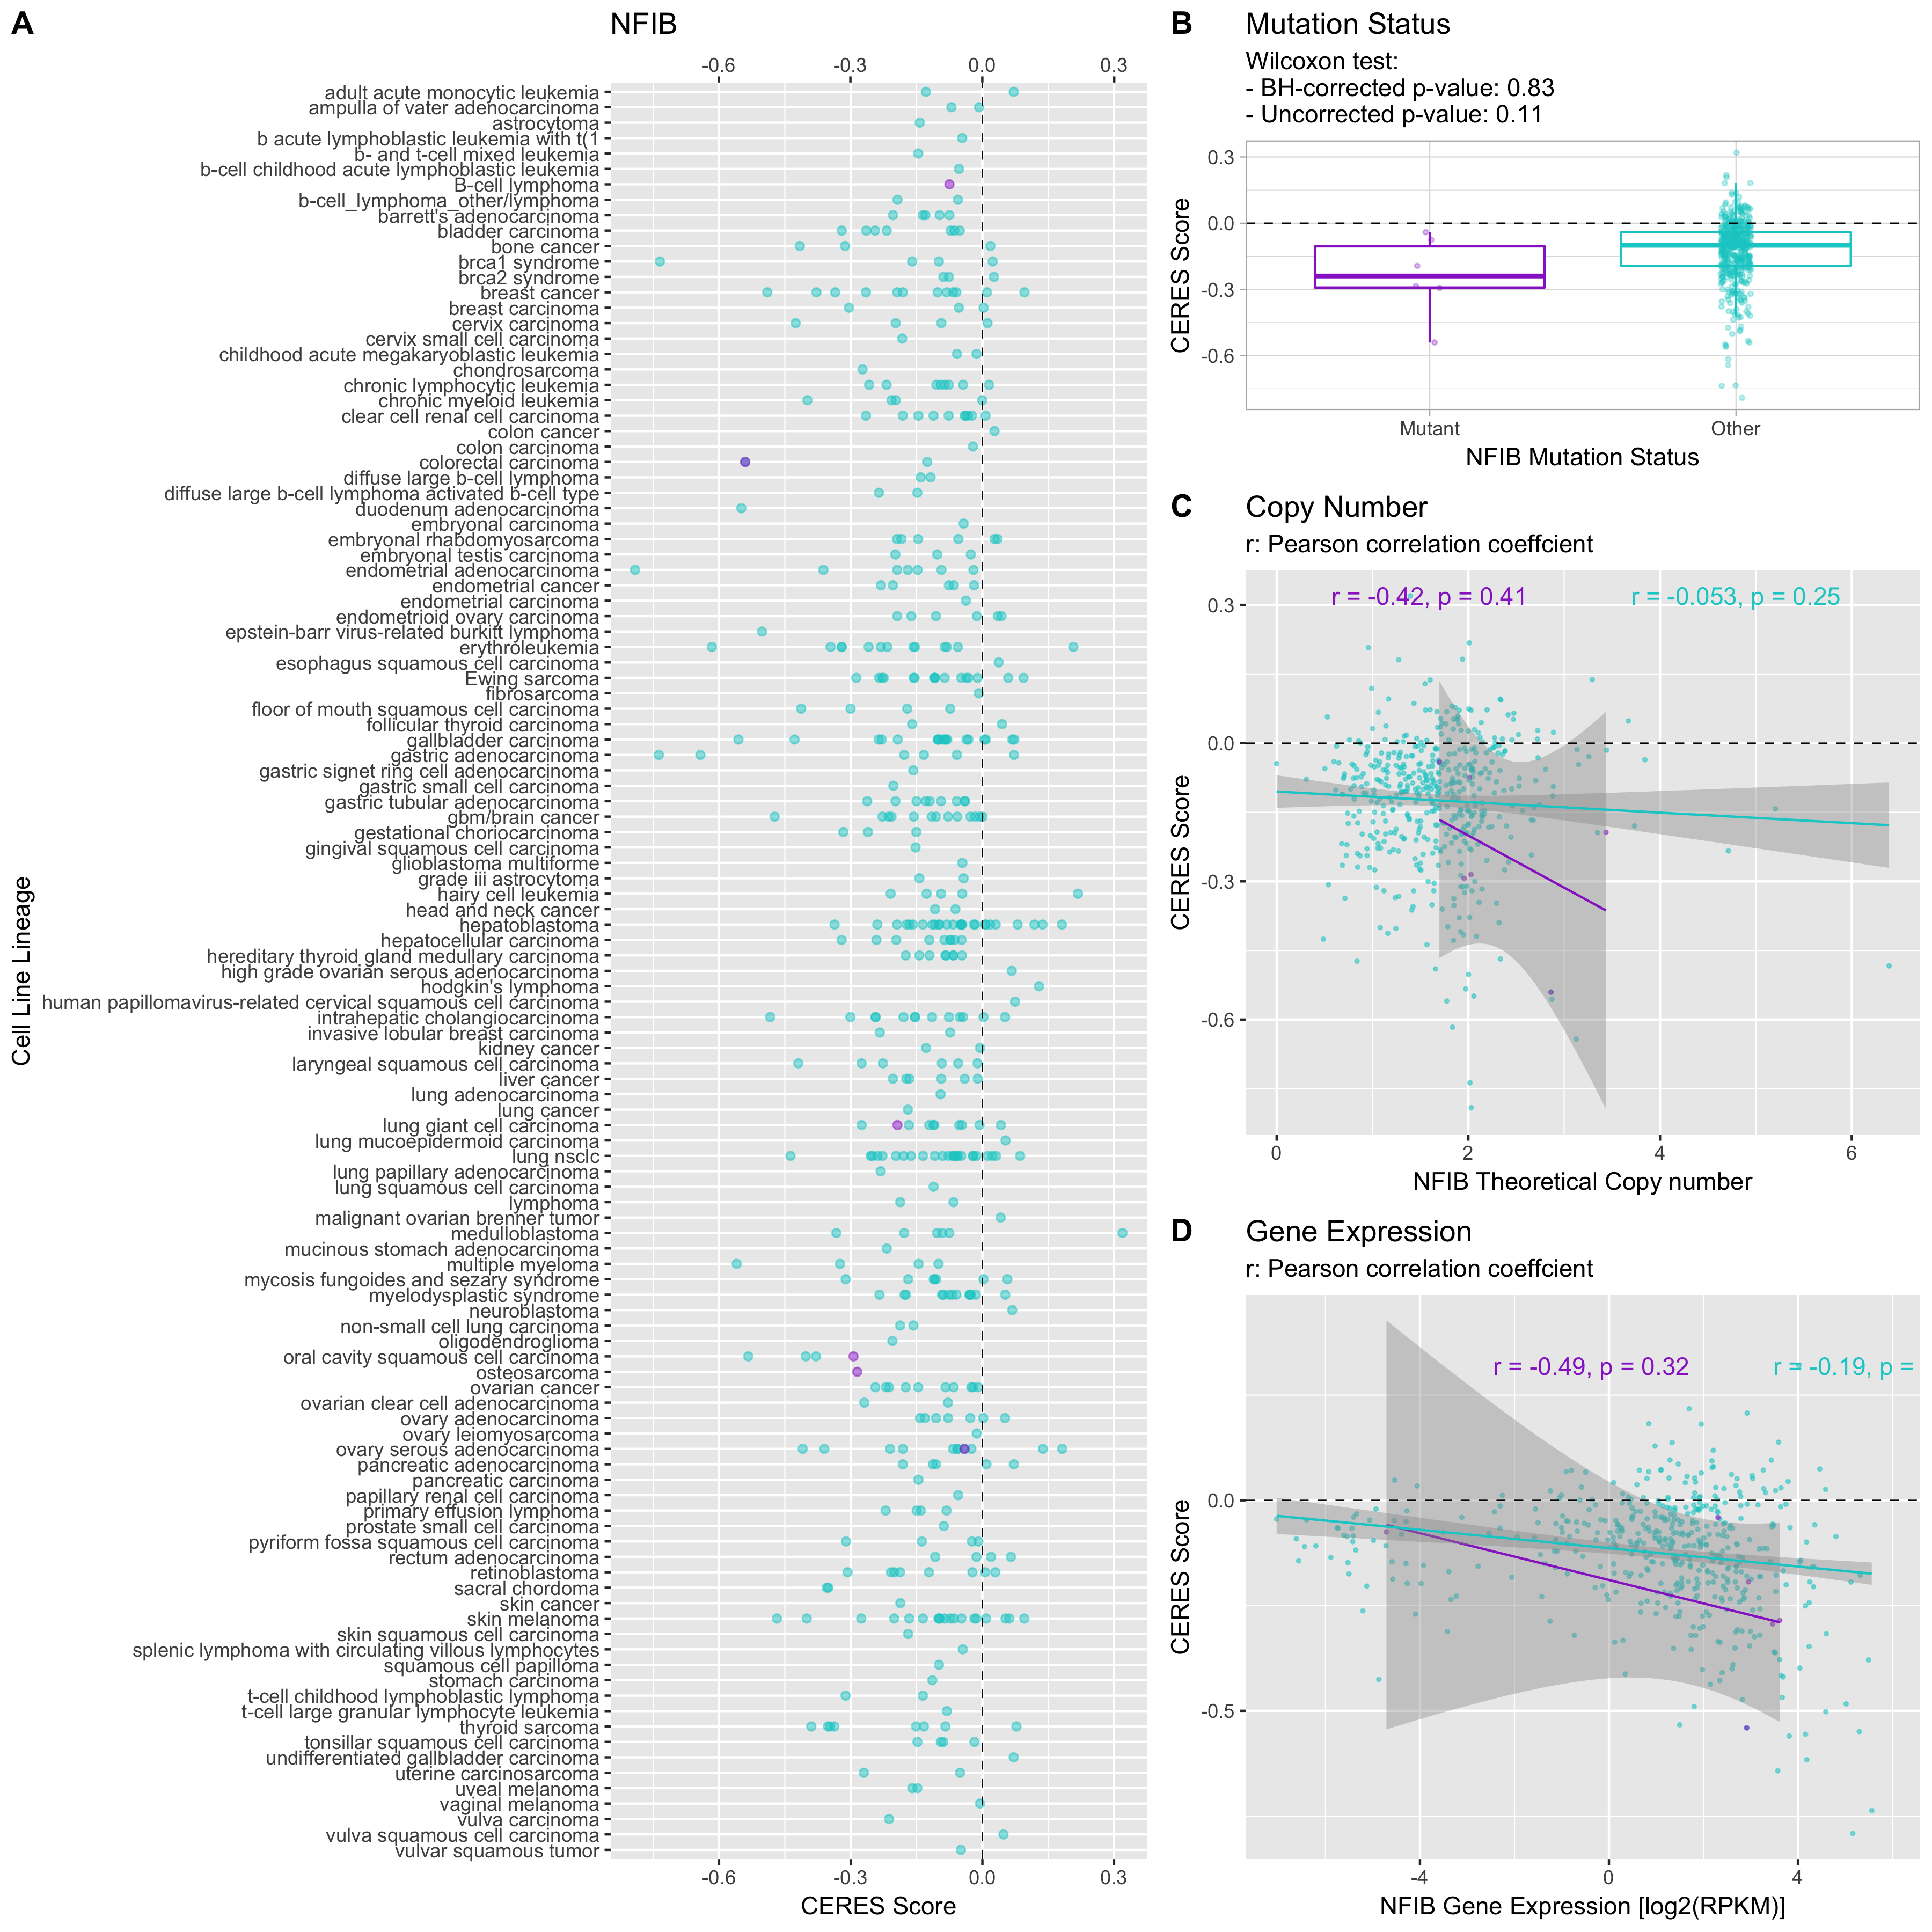 A
NFIB
-0.6 -0.3 0.0 0.3
adult acute monocytic leukemia
ampulla of vater adenocarcinoma
astrocytoma
b acute lymphoblastic leukemia with t(1
b- and t-cell mixed leukemia
b-cell childhood acute lymphoblastic leukemia
B-cell lymphoma
b-cell_lymphoma_other/lymphoma
barrett's adenocarcinoma
bladder carcinoma
bone cancer
brca1 syndrome
brca2 syndrome
breast cancer
breast carcinoma
cervix carcinoma
cervix small cell carcinoma
childhood acute megakaryoblastic leukemia
chondrosarcoma
chronic lymphocytic leukemia
chronic myeloid leukemia
clear cell renal cell carcinoma
colon cancer
colon carcinoma
colorectal carcinoma
diffuse large b-cell lymphoma
diffuse large b-cell lymphoma activated b-cell type
duodenum adenocarcinoma
embryonal carcinoma
embryonal rhabdomyosarcoma
embryonal testis carcinoma
endometrial adenocarcinoma
endometrial cancer
endometrial carcinoma
endometrioid ovary carcinoma
epstein-barr virus-related burkitt lymphoma
erythroleukemia
esophagus squamous cell carcinoma
Ewing sarcoma
fibrosarcoma
floor of mouth squamous cell carcinoma
follicular thyroid carcinoma
gallbladder carcinoma
gastric adenocarcinoma
gastric signet ring cell adenocarcinoma
gastric small cell carcinoma
gastric tubular adenocarcinoma
gbm/brain cancer
gestational choriocarcinoma
gingival squamous cell carcinoma
glioblastoma multiforme
grade iii astrocytoma
hairy cell leukemia
head and neck cancer
hepatoblastoma
hepatocellular carcinoma
hereditary thyroid gland medullary carcinoma
high grade ovarian serous adenocarcinoma
hodgkin's lymphoma
human papillomavirus-related cervical squamous cell carcinoma
intrahepatic cholangiocarcinoma
invasive lobular breast carcinoma
kidney cancer
laryngeal squamous cell carcinoma
liver cancer
lung adenocarcinoma
lung cancer
lung giant cell carcinoma
lung mucoepidermoid carcinoma
lung nsclc
lung papillary adenocarcinoma
lung squamous cell carcinoma
lymphoma
malignant ovarian brenner tumor
medulloblastoma
mucinous stomach adenocarcinoma
multiple myeloma
mycosis fungoides and sezary syndrome
myelodysplastic syndrome
neuroblastoma
non-small cell lung carcinoma
oligodendroglioma
oral cavity squamous cell carcinoma
osteosarcoma
ovarian cancer
ovarian clear cell adenocarcinoma
ovary adenocarcinoma
ovary leiomyosarcoma
ovary serous adenocarcinoma
pancreatic adenocarcinoma
pancreatic carcinoma
papillary renal cell carcinoma
primary effusion lymphoma
prostate small cell carcinoma
pyriform fossa squamous cell carcinoma
rectum adenocarcinoma
retinoblastoma
sacral chordoma
skin cancer
skin melanoma
skin squamous cell carcinoma
splenic lymphoma with circulating villous lymphocytes
squamous cell papilloma
stomach carcinoma
t-cell childhood lymphoblastic lymphoma
t-cell large granular lymphocyte leukemia
thyroid sarcoma
tonsillar squamous cell carcinoma
undifferentiated gallbladder carcinoma
uterine carcinosarcoma
uveal melanoma
vaginal melanoma
vulva carcinoma
vulva squamous cell carcinoma
vulvar squamous tumor
-0.6 -0.3 0.0 0.3
CERES Score
Cell Line Lineage
B
Mutation Status
Wilcoxon test:
- BH-corrected p-value: 0.83
- Uncorrected p-value: 0.11
0.3
0.0
-0.3
-0.6
CERES Score
Mutant Other
NFIB Mutation Status
C
Copy Number
r: Pearson correlation coeffcient
r = -0.42, p = 0.41 r = -0.053, p = 0.25
0.3
0.0
-0.3
-0.6
CERES Score
0 2 4 6
NFIB Theoretical Copy number
D
Gene Expression
r: Pearson correlation coeffcient
r = -0.49, p = 0.32 r = -0.19, p =
0.0
-0.5
CERES Score
-4 0 4
NFIB Gene Expression [log2(RPKM)]